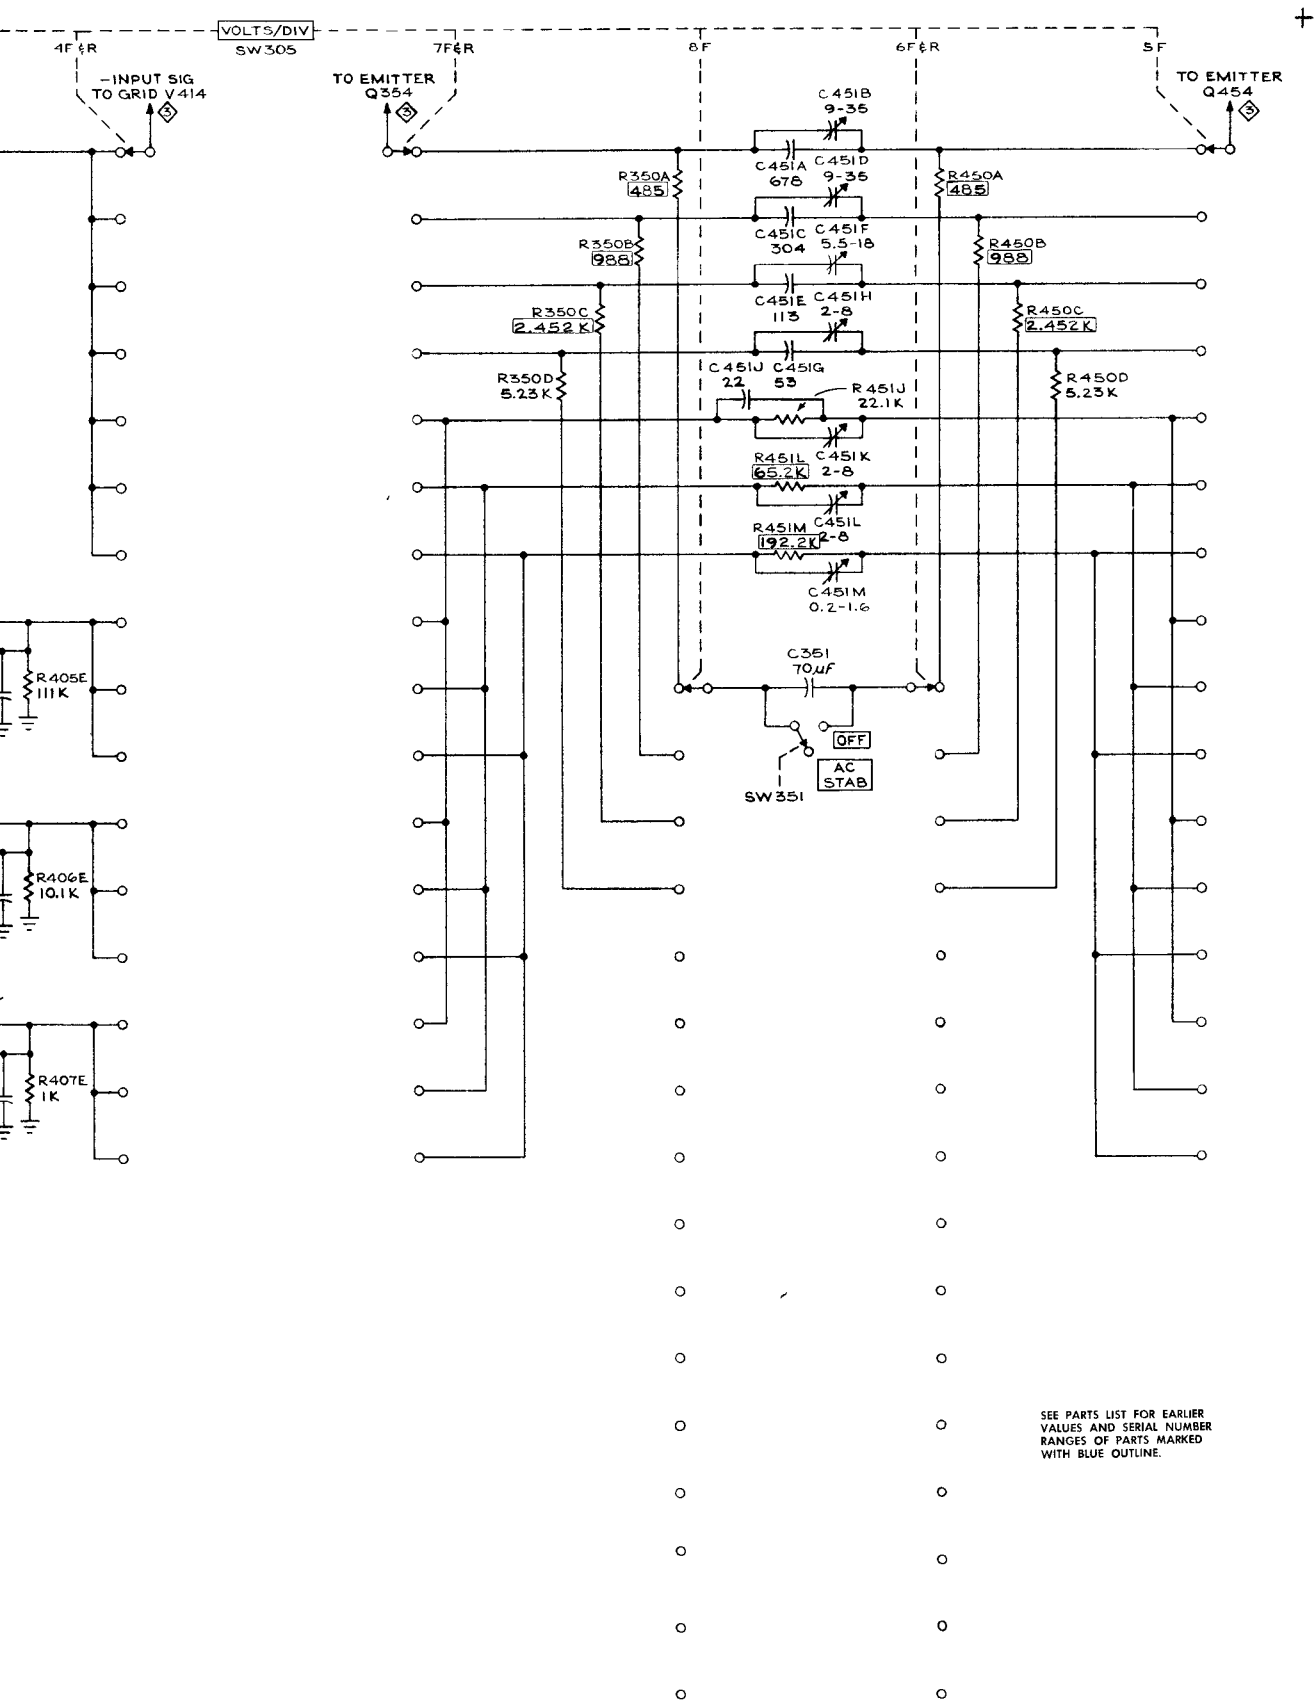 VOLTS/DIV
SW305
4F&R
7F&R
8F
6F&R
5F
-INPUT SIG
TO GRID V414
3
TO EMITTER
Q354
3
TO EMITTER
Q454
3
C451B
9-35
C451A
678
C451D
9-35
R350A
485
R450A
485
C451C
304
C451F
5.5-18
R350B
988
R450B
988
C451E
113
C451H
2-8
R350C
2.452K
R450C
2.452K
C451J
22
C451G
53
R451J
22.1K
R350D
5.23K
R450D
5.23K
R451L
65.2K
C451K
2-8
R451M
192.2K
C451L
2-8
C451M
0.2-1.6
C351
70µF
OFF
AC
STAB
SW351
R405E
111K
R406E
10.1K
R407E
1K
SEE PARTS LIST FOR EARLIER
VALUES AND SERIAL NUMBER
RANGES OF PARTS MARKED
WITH BLUE OUTLINE.